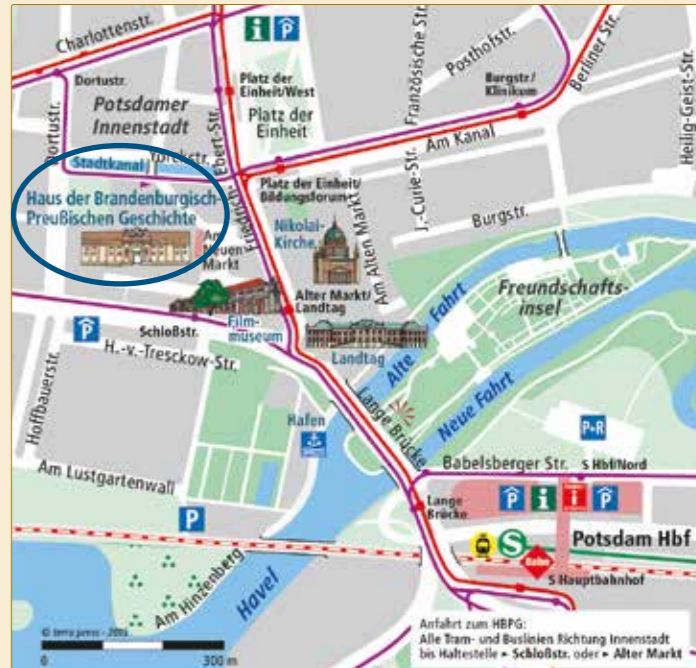 Charlottenstr.
Dortustr.
Potsdamer
Innenstadt
Dortustr.
Stadtkanal
Yorckstr.
Haus der Brandenburgisch-
Preußischen Geschichte
Am
Neuen
Markt
Platz der
Einheit/West
Platz der
Einheit
Friedrich-Ebert-Str.
Französische Str.
Posthofstr.
Burgstr./
Klinikum
Berliner Str.
Heilig-Geist-Str.
Am Kanal
Platz der Einheit/
Bildungsforum
J.-Curie-Str.
Burgstr.
Nikolai-
Kirche
Am Alten Markt
Alter Markt/
Landtag
Film-
museum
Landtag
Schloßstr.
H.-v.-Tresckow-Str.
Hoffbauerstr.
Alte Fahrt
Freundschafts-
insel
Neue Fahrt
Lange Brücke
Hafen
Am Lustgartenwall
P
P+R
Babelsberger Str.
S Hbf/Nord
Lange
Brücke
P
i
i
P
S
Bahn
Potsdam Hbf
S Hauptbahnhof
Am Hinzenberg
Havel
© terra press - 2015
0 300 m
Anfahrt zum HBPG:
Alle Tram- und Buslinien Richtung Innenstadt
bis Haltestelle ► Schloßstr. oder ► Alter Markt
i
P
P